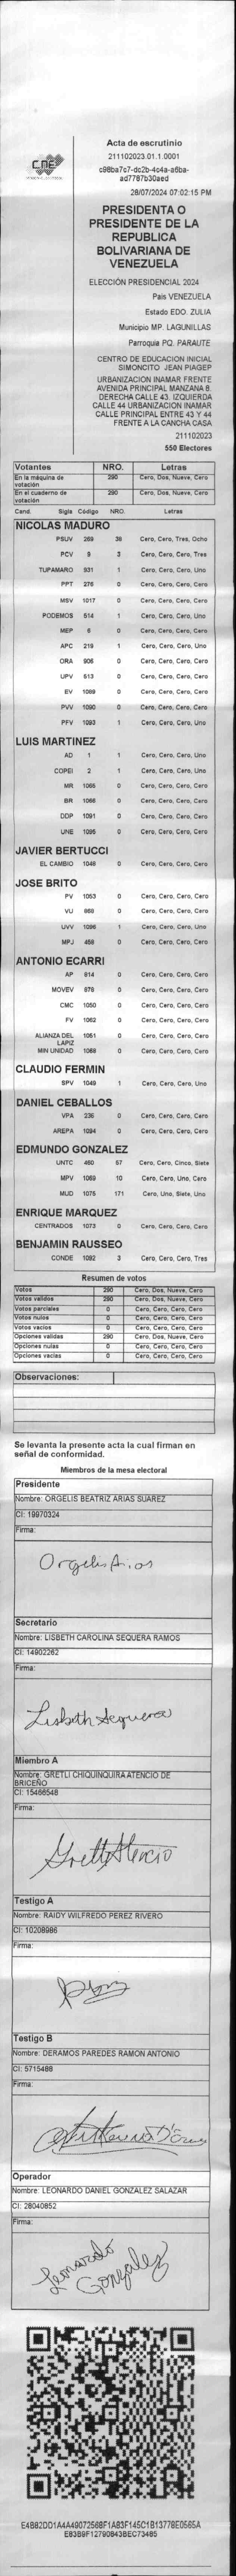 CNE
Acta de escrutinio
211102023.01.1.0001
c98ba7c7-dc2b-4c4a-a6ba-
ad7787b30aed
28/07/2024 07:02:15 PM
PRESIDENTA O
PRESIDENTE DE LA
REPUBLICA
BOLIVARIANA DE
VENEZUELA
ELECCIÓN PRESIDENCIAL 2024
Pais VENEZUELA
Estado EDO. ZULIA
Municipio MP. LAGUNILLAS
Parroquia PQ. PARAUTE
CENTRO DE EDUCACION INICIAL
SIMONCITO JEAN PIAGEP
URBANIZACION INAMAR FRENTE
AVENIDA PRINCIPAL MANZANA 8.
DERECHA CALLE 43. IZQUIERDA
CALLE 44 URBANIZACION INAMAR
CALLE PRINCIPAL ENTRE 43 Y 44
FRENTE A LA CANCHA CASA
211102023
550 Electores
Votantes NRO. Letras
En la máquina de votación 290 Cero, Dos, Nueve, Cero
En el cuaderno de votación 290 Cero, Dos, Nueve, Cero
Cand. Sigla Código NRO. Letras
NICOLAS MADURO
PSUV 269 38 Cero, Cero, Tres, Ocho
PCV 9 3 Cero, Cero, Cero, Tres
TUPAMARO 931 1 Cero, Cero, Cero, Uno
PPT 276 0 Cero, Cero, Cero, Cero
MSV 1017 0 Cero, Cero, Cero, Cero
PODEMOS 514 1 Cero, Cero, Cero, Uno
MEP 6 0 Cero, Cero, Cero, Cero
APC 219 1 Cero, Cero, Cero, Uno
ORA 906 0 Cero, Cero, Cero, Cero
UPV 513 0 Cero, Cero, Cero, Cero
EV 1089 0 Cero, Cero, Cero, Cero
PVV 1090 0 Cero, Cero, Cero, Cero
PFV 1093 1 Cero, Cero, Cero, Uno
LUIS MARTINEZ
AD 1 1 Cero, Cero, Cero, Uno
COPEI 2 1 Cero, Cero, Cero, Uno
MR 1065 0 Cero, Cero, Cero, Cero
BR 1066 0 Cero, Cero, Cero, Cero
DDP 1091 0 Cero, Cero, Cero, Cero
UNE 1095 0 Cero, Cero, Cero, Cero
JAVIER BERTUCCI
EL CAMBIO 1048 0 Cero, Cero, Cero, Cero
JOSE BRITO
PV 1053 0 Cero, Cero, Cero, Cero
VU 868 0 Cero, Cero, Cero, Cero
UVV 1096 1 Cero, Cero, Cero, Uno
MPJ 458 0 Cero, Cero, Cero, Cero
ANTONIO ECARRI
AP 814 0 Cero, Cero, Cero, Cero
MOVEV 878 0 Cero, Cero, Cero, Cero
CMC 1050 0 Cero, Cero, Cero, Cero
FV 1062 0 Cero, Cero, Cero, Cero
ALIANZA DEL LAPIZ 1061 0 Cero, Cero, Cero, Cero
MIN UNIDAD 1088 0 Cero, Cero, Cero, Cero
CLAUDIO FERMIN
SPV 1049 1 Cero, Cero, Cero, Uno
DANIEL CEBALLOS
VPA 236 0 Cero, Cero, Cero, Cero
AREPA 1094 0 Cero, Cero, Cero, Cero
EDMUNDO GONZALEZ
UNTC 460 57 Cero, Cero, Cinco, Siete
MPV 1069 10 Cero, Cero, Uno, Cero
MUD 1075 171 Cero, Uno, Siete, Uno
ENRIQUE MARQUEZ
CENTRADOS 1073 0 Cero, Cero, Cero, Cero
BENJAMIN RAUSSEO
CONDE 1092 3 Cero, Cero, Cero, Tres
Resumen de votos
Votos 290 Cero, Dos, Nueve, Cero
Votos validos 290 Cero, Dos, Nueve, Cero
Votos parciales 0 Cero, Cero, Cero, Cero
Votos nulos 0 Cero, Cero, Cero, Cero
Votos vacios 0 Cero, Cero, Cero, Cero
Opciones validas 290 Cero, Dos, Nueve, Cero
Opciones nulas 0 Cero, Cero, Cero, Cero
Opciones vacias 0 Cero, Cero, Cero, Cero
Observaciones:
Se levanta la presente acta la cual firman en
señal de conformidad.
Miembros de la mesa electoral
Presidente
Nombre: ORGELIS BEATRIZ ARIAS SUAREZ
CI: 19970324
Firma:
Orgelis Arias
Secretario
Nombre: LISBETH CAROLINA SEQUERA RAMOS
CI: 14902262
Firma:
Lisbeth Sequera
Miembro A
Nombre: GRETLI CHIQUINQUIRA ATENCIO DE
BRICEÑO
CI: 15466548
Firma:
Gretli Atencio
Testigo A
Nombre: RAIDY WILFREDO PEREZ RIVERO
CI: 10208986
Firma:
Testigo B
Nombre: DERAMOS PAREDES RAMON ANTONIO
CI: 5715488
Firma:
Operador
Nombre: LEONARDO DANIEL GONZALEZ SALAZAR
CI: 28040852
Firma:
Leonardo
Gonzalez
E4B82DD1A4A49072568F1A83F145C1B13778E0565A
E83B9F12790843BEC73485